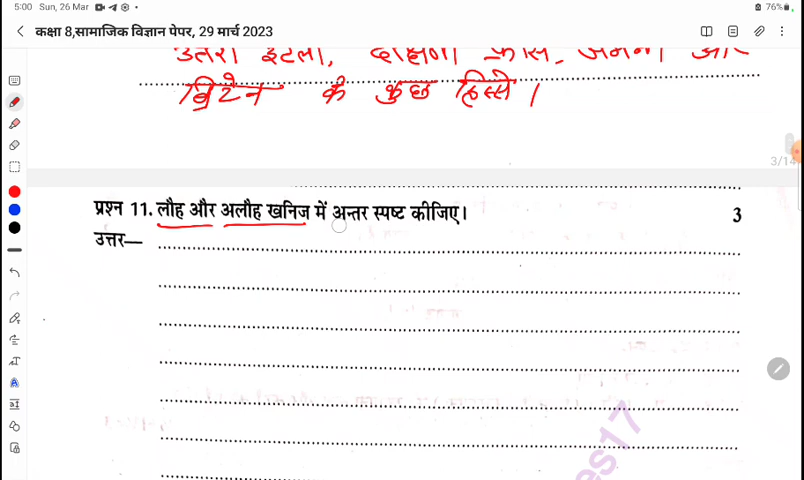 5:00 Sun, 26 Mar
76%
कक्षा 8,सामाजिक विज्ञान पेपर, 29 मार्च 2023
उत्तरी इटली, दक्षिणी फ्रांस, जर्मनी और
ब्रिटेन के कुछ हिस्से।
3/14
प्रश्न 11. लौह और अलौह खनिज में अन्तर स्पष्ट कीजिए। 3
उत्तर—
es17